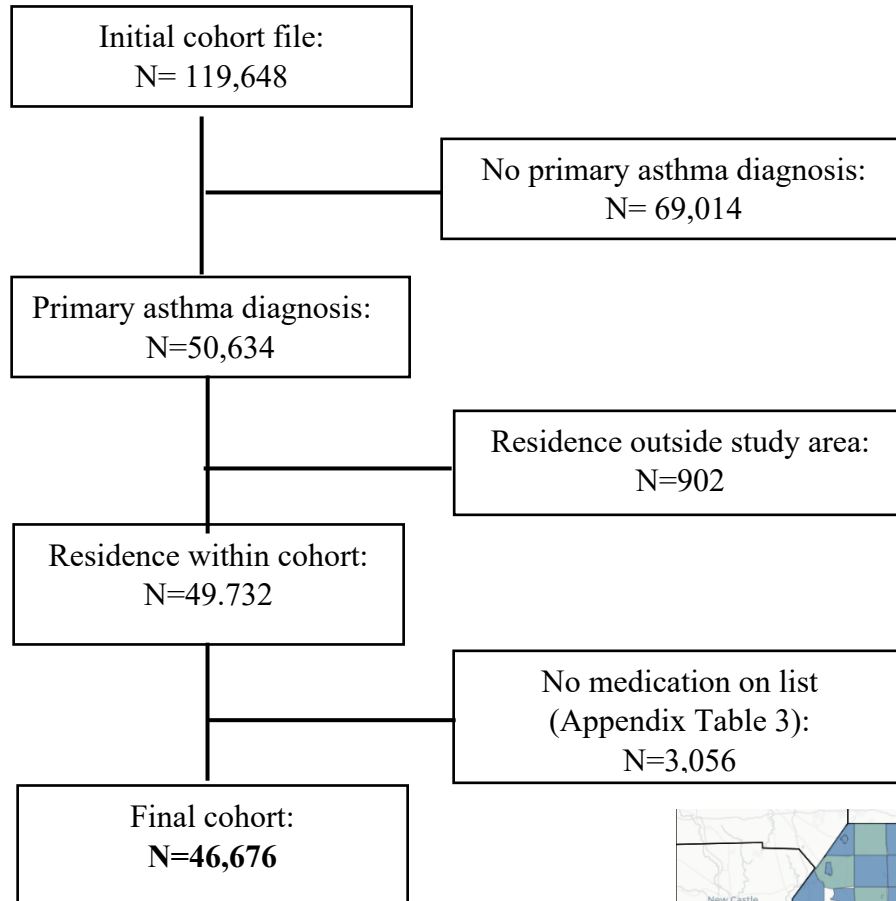 Initial cohort file:
N= 119,648
No primary asthma diagnosis:
N= 69,014
Primary asthma diagnosis:
N=50,634
Residence outside study area:
N=902
Residence within cohort:
N=49.732
No medication on list
(Appendix Table 3):
N=3,056
Final cohort:
N=46,676
New Castle